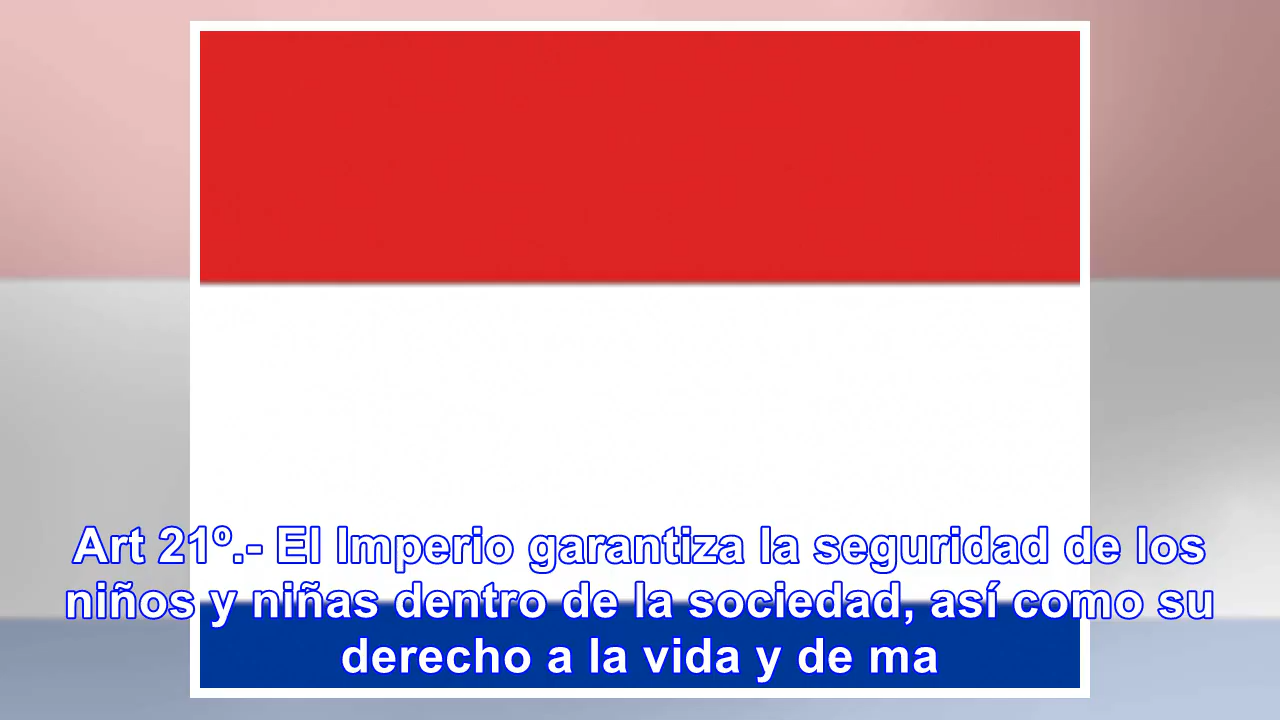 Art 21º.- El Imperio garantiza la seguridad de los
niños y niñas dentro de la sociedad, así como su
derecho a la vida y de ma